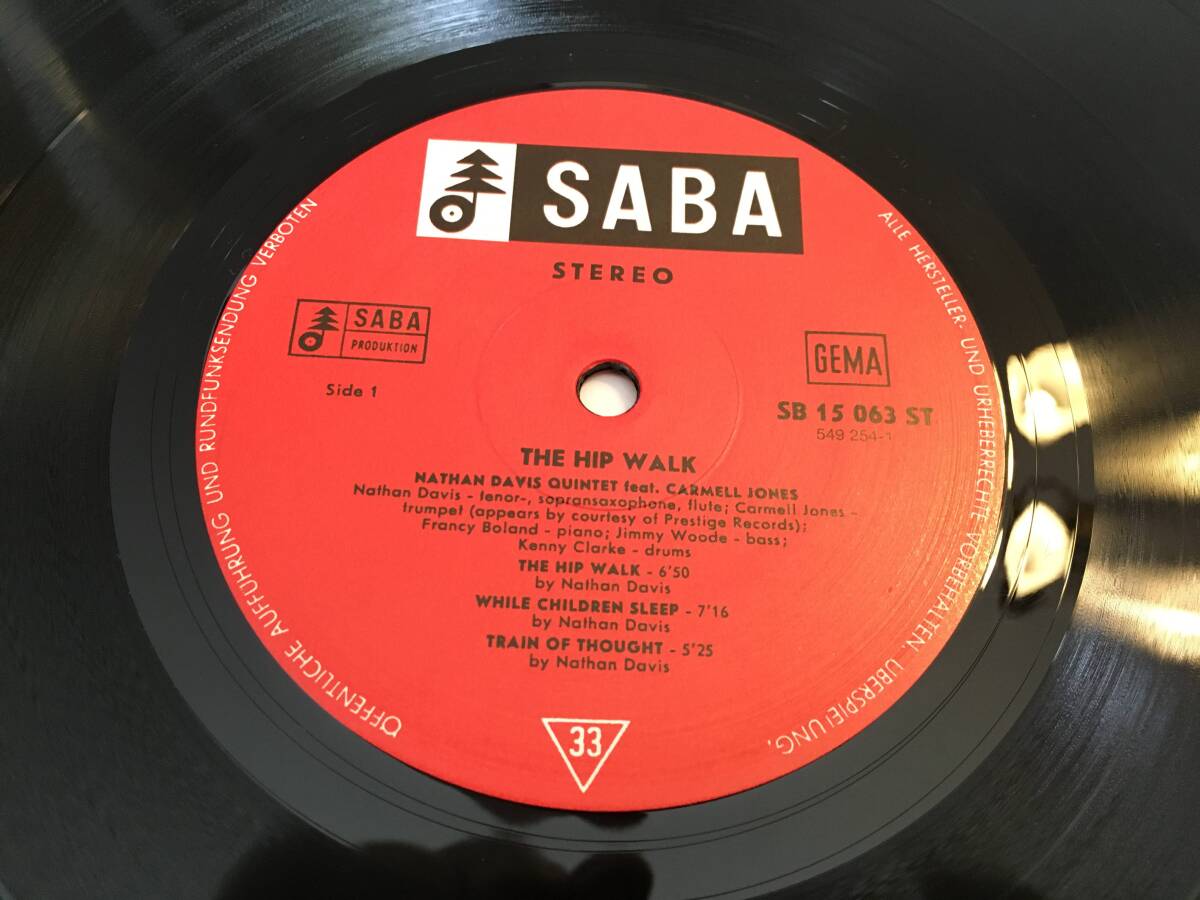 SABA
STEREO
SABA
PRODUKTION
Side 1
GEMA
SB 15 063 ST
549 254-1
THE HIP WALK
NATHAN DAVIS QUINTET feat. CARMELL JONES
Nathan Davis - tenor-, sopransaxophone, flute; Carmell Jones -
trumpet (appears by courtesy of Prestige Records);
Francy Boland - piano; Jimmy Woode - bass;
Kenny Clarke - drums
THE HIP WALK - 6'50
by Nathan Davis
WHILE CHILDREN SLEEP - 7'16
by Nathan Davis
TRAIN OF THOUGHT - 5'25
by Nathan Davis
33
ALLE HERSTELLER- UND URHEBERRECHTE VORBEHALTEN. ÜBERSPIELUNG,
ÖFFENTLICHE AUFFÜHRUNG UND RUNDFUNKSENDUNG VERBOTEN